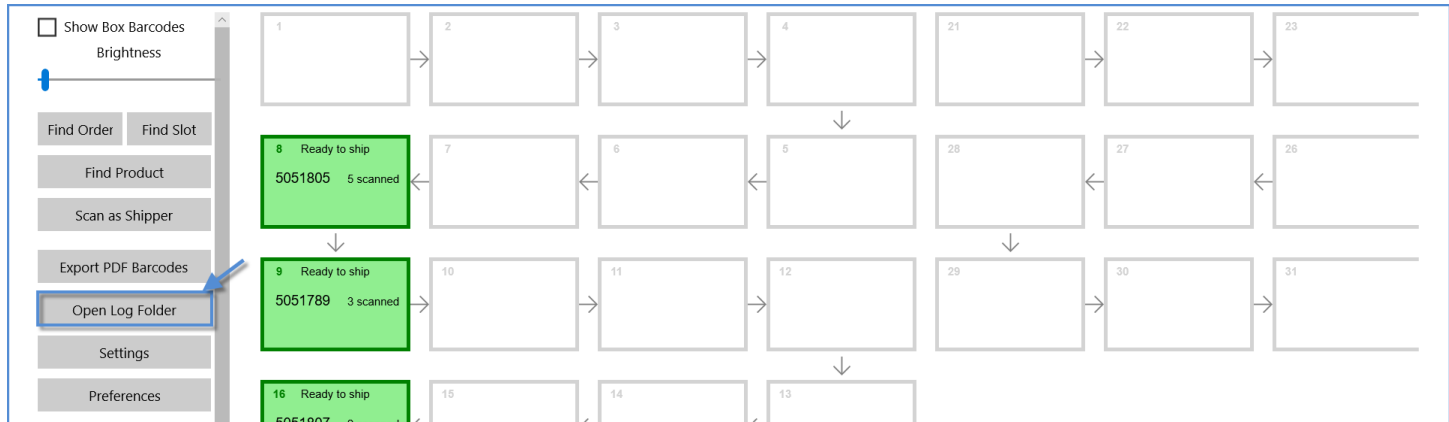 Show Box Barcodes
Brightness
Find Order Find Slot
Find Product
Scan as Shipper
Export PDF Barcodes
Open Log Folder
Settings
Preferences
1 2 3 4 21 22 23
8 Ready to ship 7 6 5 28 27 26
5051805 5 scanned
9 Ready to ship 10 11 12 29 30 31
5051789 3 scanned
16 Ready to ship 15 14 13